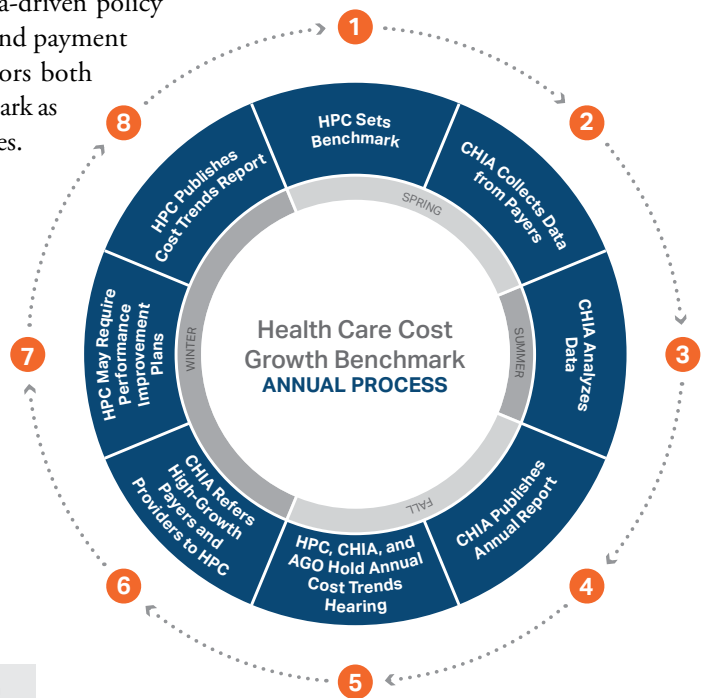 a-driven policy
nd payment
ors both
ark as
es.
1
HPC Sets
Benchmark
2
CHIA Collects Data
from Payers
3
CHIA Analyzes
Data
4
CHIA Publishes
Annual Report
5
HPC, CHIA, and
AGO Hold Annual
Cost Trends
Hearing
6
CHIA Refers
High-Growth
Payers and
Providers to HPC
7
HPC May Require
Performance
Improvement
Plans
8
HPC Publishes
Cost Trends Report
SPRING
SUMMER
FALL
WINTER
Health Care Cost
Growth Benchmark
ANNUAL PROCESS